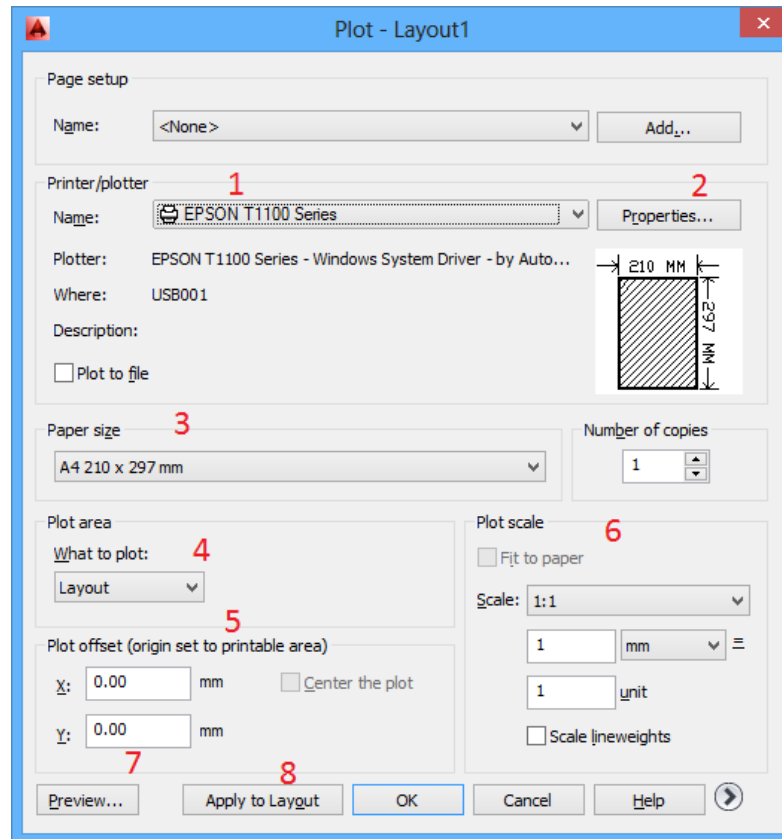 Plot - Layout1
Page setup
Name: <None> Add...
Printer/plotter 1 2
Name: EPSON T1100 Series Properties...
Plotter: EPSON T1100 Series - Windows System Driver - by Auto...
210 MM
Where: USB001
297 MM
Description:
Plot to file
Paper size 3 Number of copies
A4 210 x 297 mm 1
Plot area Plot scale 6
What to plot: 4 Fit to paper
Layout Scale: 1:1
5
Plot offset (origin set to printable area) 1 mm =
X: 0.00 mm Center the plot 1 unit
Y: 0.00 mm Scale lineweights
7 8
Preview... Apply to Layout OK Cancel Help